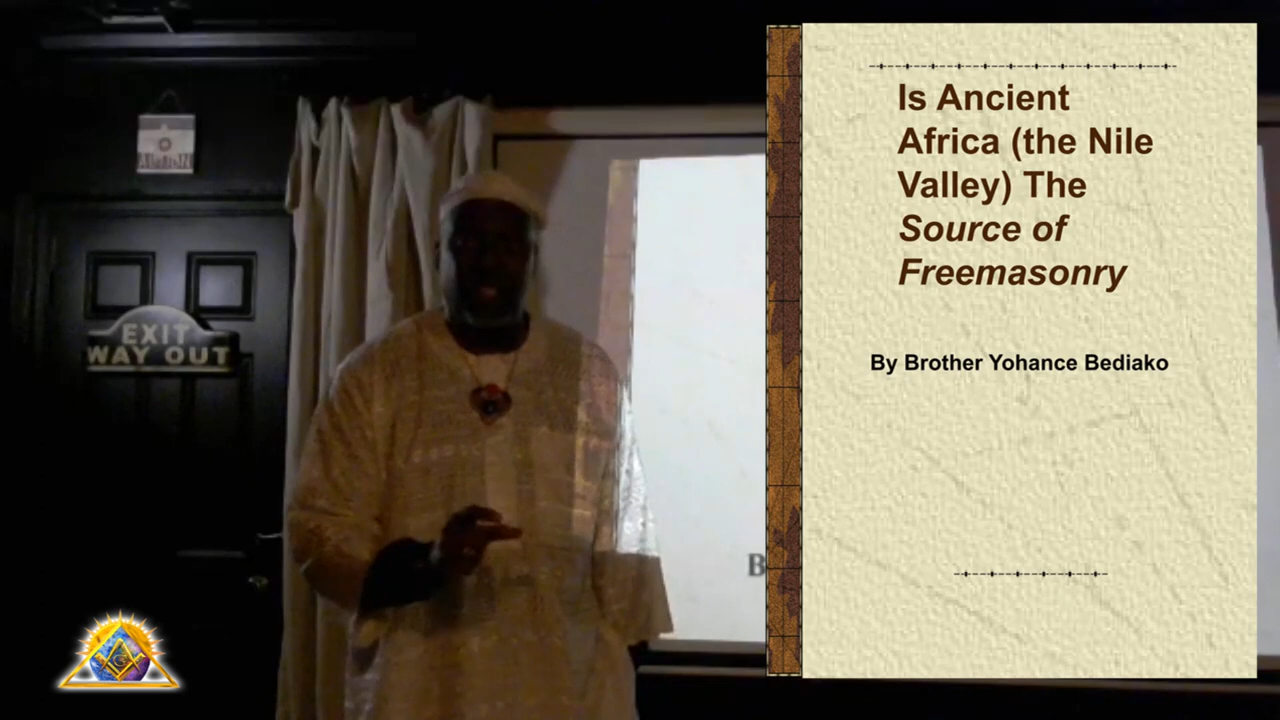 EXIT
WAY OUT
Is Ancient
Africa (the Nile
Valley) The
Source of
Freemasonry
By Brother Yohance Bediako
B
G